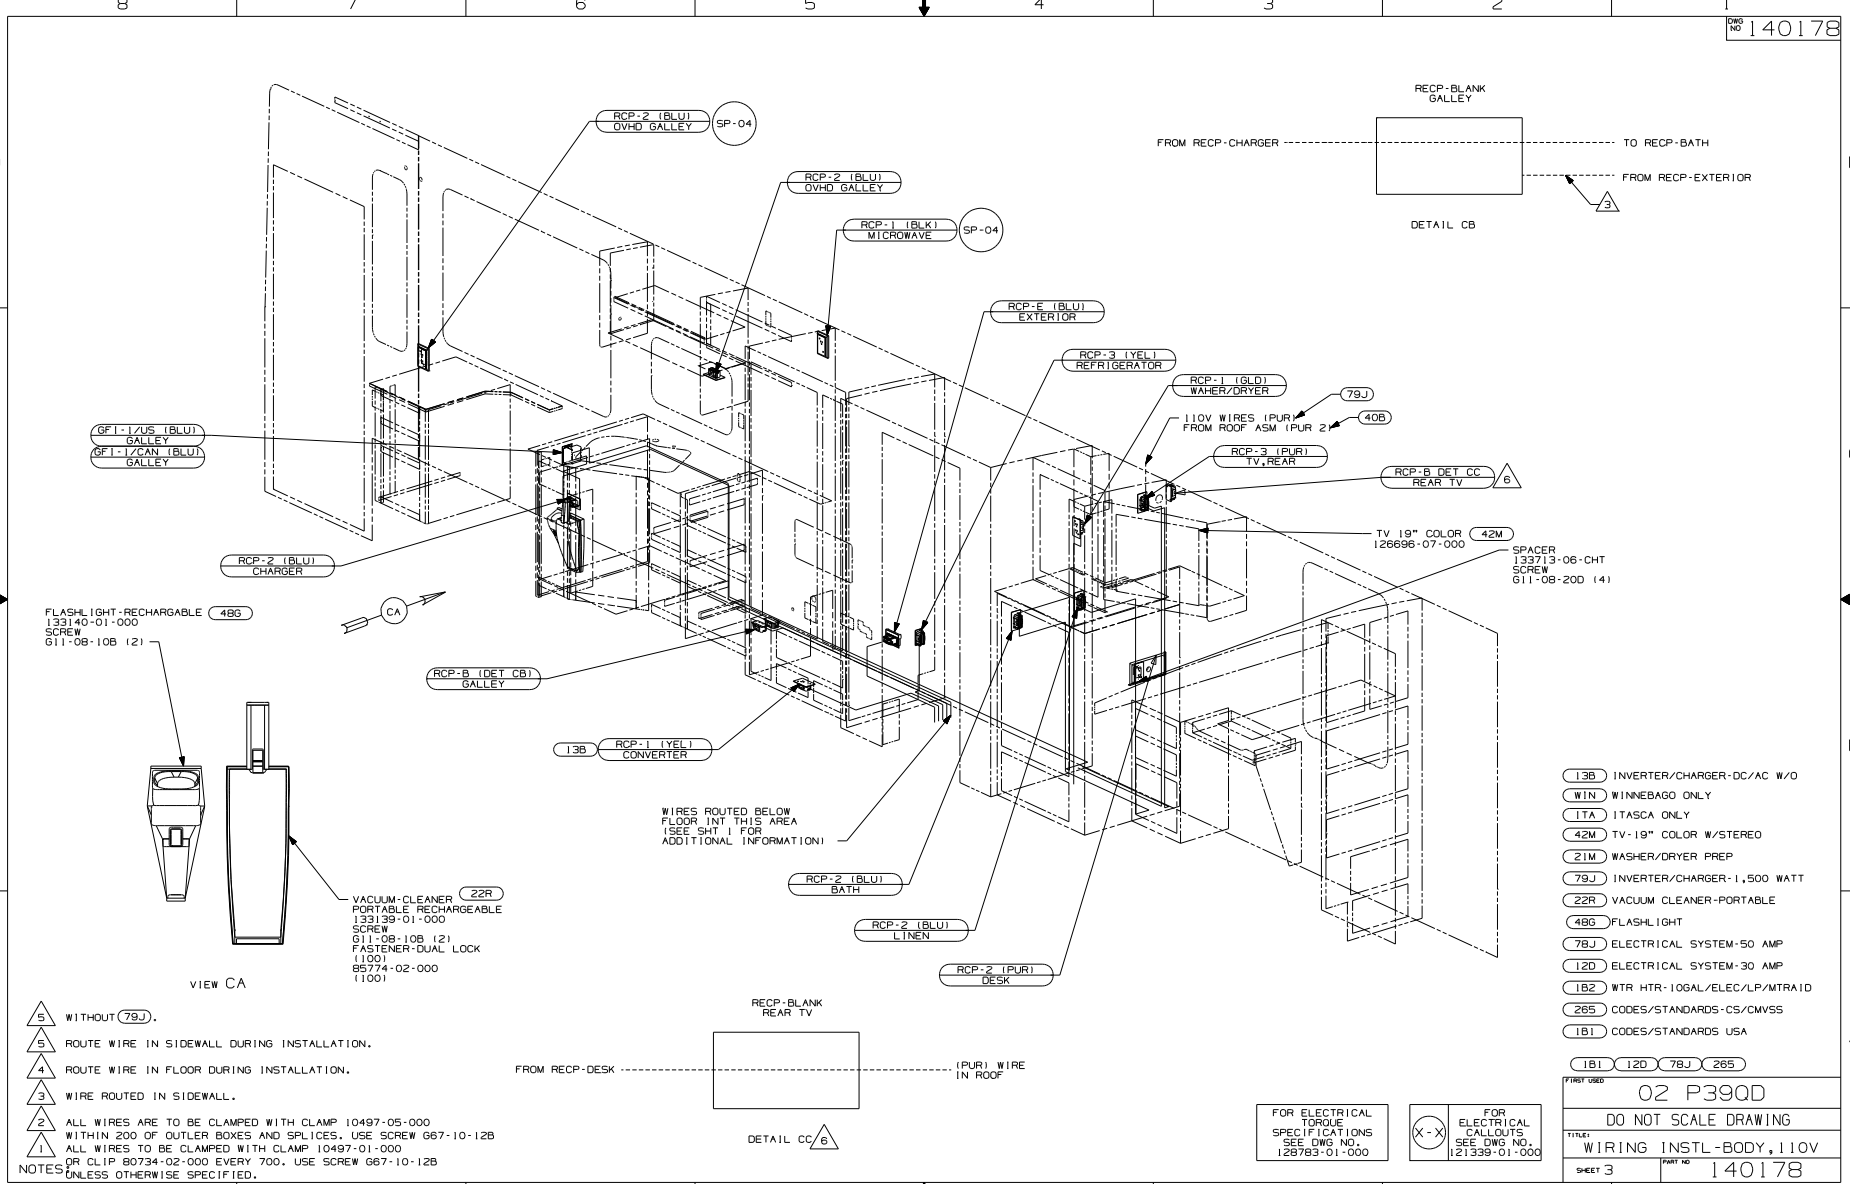 8 7 6 5 4 3 2 1
DWG NO 140178
RECP-BLANK
GALLEY
FROM RECP-CHARGER
TO RECP-BATH
FROM RECP-EXTERIOR
3
DETAIL CB
RCP-2 (BLU)
OVHD GALLEY
SP-04
RCP-2 (BLU)
OVHD GALLEY
RCP-1 (BLK)
MICROWAVE
SP-04
RCP-E (BLU)
EXTERIOR
RCP-3 (YEL)
REFRIGERATOR
RCP-1 (GLD)
WAHER/DRYER
110V WIRES (PUR) 79J
FROM ROOF ASM (PUR 2) 40B
RCP-3 (PUR)
TV,REAR
RCP-B DET CC
REAR TV
6
GFI-1/US (BLU)
GALLEY
GFI-1/CAN (BLU)
GALLEY
TV 19" COLOR 42M
126696-07-000
SPACER
133713-06-CHT
SCREW
G11-08-20D (4)
RCP-2 (BLU)
CHARGER
CA
FLASHLIGHT-RECHARGABLE 48G
133140-01-000
SCREW
G11-08-10B (2)
RCP-B (DET CB)
GALLEY
13B RCP-1 (YEL)
CONVERTER
WIRES ROUTED BELOW
FLOOR INT THIS AREA
(SEE SHT 1 FOR
ADDITIONAL INFORMATION)
RCP-2 (BLU)
BATH
RCP-2 (BLU)
LINEN
RCP-2 (PUR)
DESK
VACUUM-CLEANER 22R
PORTABLE RECHARGEABLE
133139-01-000
SCREW
G11-08-10B (2)
FASTENER-DUAL LOCK
(100)
85774-02-000
(100)
VIEW CA
13B INVERTER/CHARGER-DC/AC W/O
WIN WINNEBAGO ONLY
ITA ITASCA ONLY
42M TV-19" COLOR W/STEREO
21M WASHER/DRYER PREP
79J INVERTER/CHARGER-1,500 WATT
22R VACUUM CLEANER-PORTABLE
48G FLASHLIGHT
78J ELECTRICAL SYSTEM-50 AMP
12D ELECTRICAL SYSTEM-30 AMP
1B2 WTR HTR-10GAL/ELEC/LP/MTRAID
265 CODES/STANDARDS-CS/CMVSS
1B1 CODES/STANDARDS USA
1B1 12D 78J 265
5 WITHOUT 79J.
5 ROUTE WIRE IN SIDEWALL DURING INSTALLATION.
4 ROUTE WIRE IN FLOOR DURING INSTALLATION.
3 WIRE ROUTED IN SIDEWALL.
2 ALL WIRES ARE TO BE CLAMPED WITH CLAMP 10497-05-000
WITHIN 200 OF OUTLER BOXES AND SPLICES. USE SCREW G67-10-12B
1 ALL WIRES TO BE CLAMPED WITH CLAMP 10497-01-000
OR CLIP 80734-02-000 EVERY 700. USE SCREW G67-10-12B
NOTES: UNLESS OTHERWISE SPECIFIED.
RECP-BLANK
REAR TV
FROM RECP-DESK
(PUR) WIRE
IN ROOF
DETAIL CC 6
FOR ELECTRICAL
TORQUE
SPECIFICATIONS
SEE DWG NO.
128783-01-000
X-X
FOR
ELECTRICAL
CALLOUTS
SEE DWG NO.
121339-01-000
FIRST USED
02 P39QD
DO NOT SCALE DRAWING
TITLE:
WIRING INSTL-BODY,110V
SHEET 3
PART NO 140178